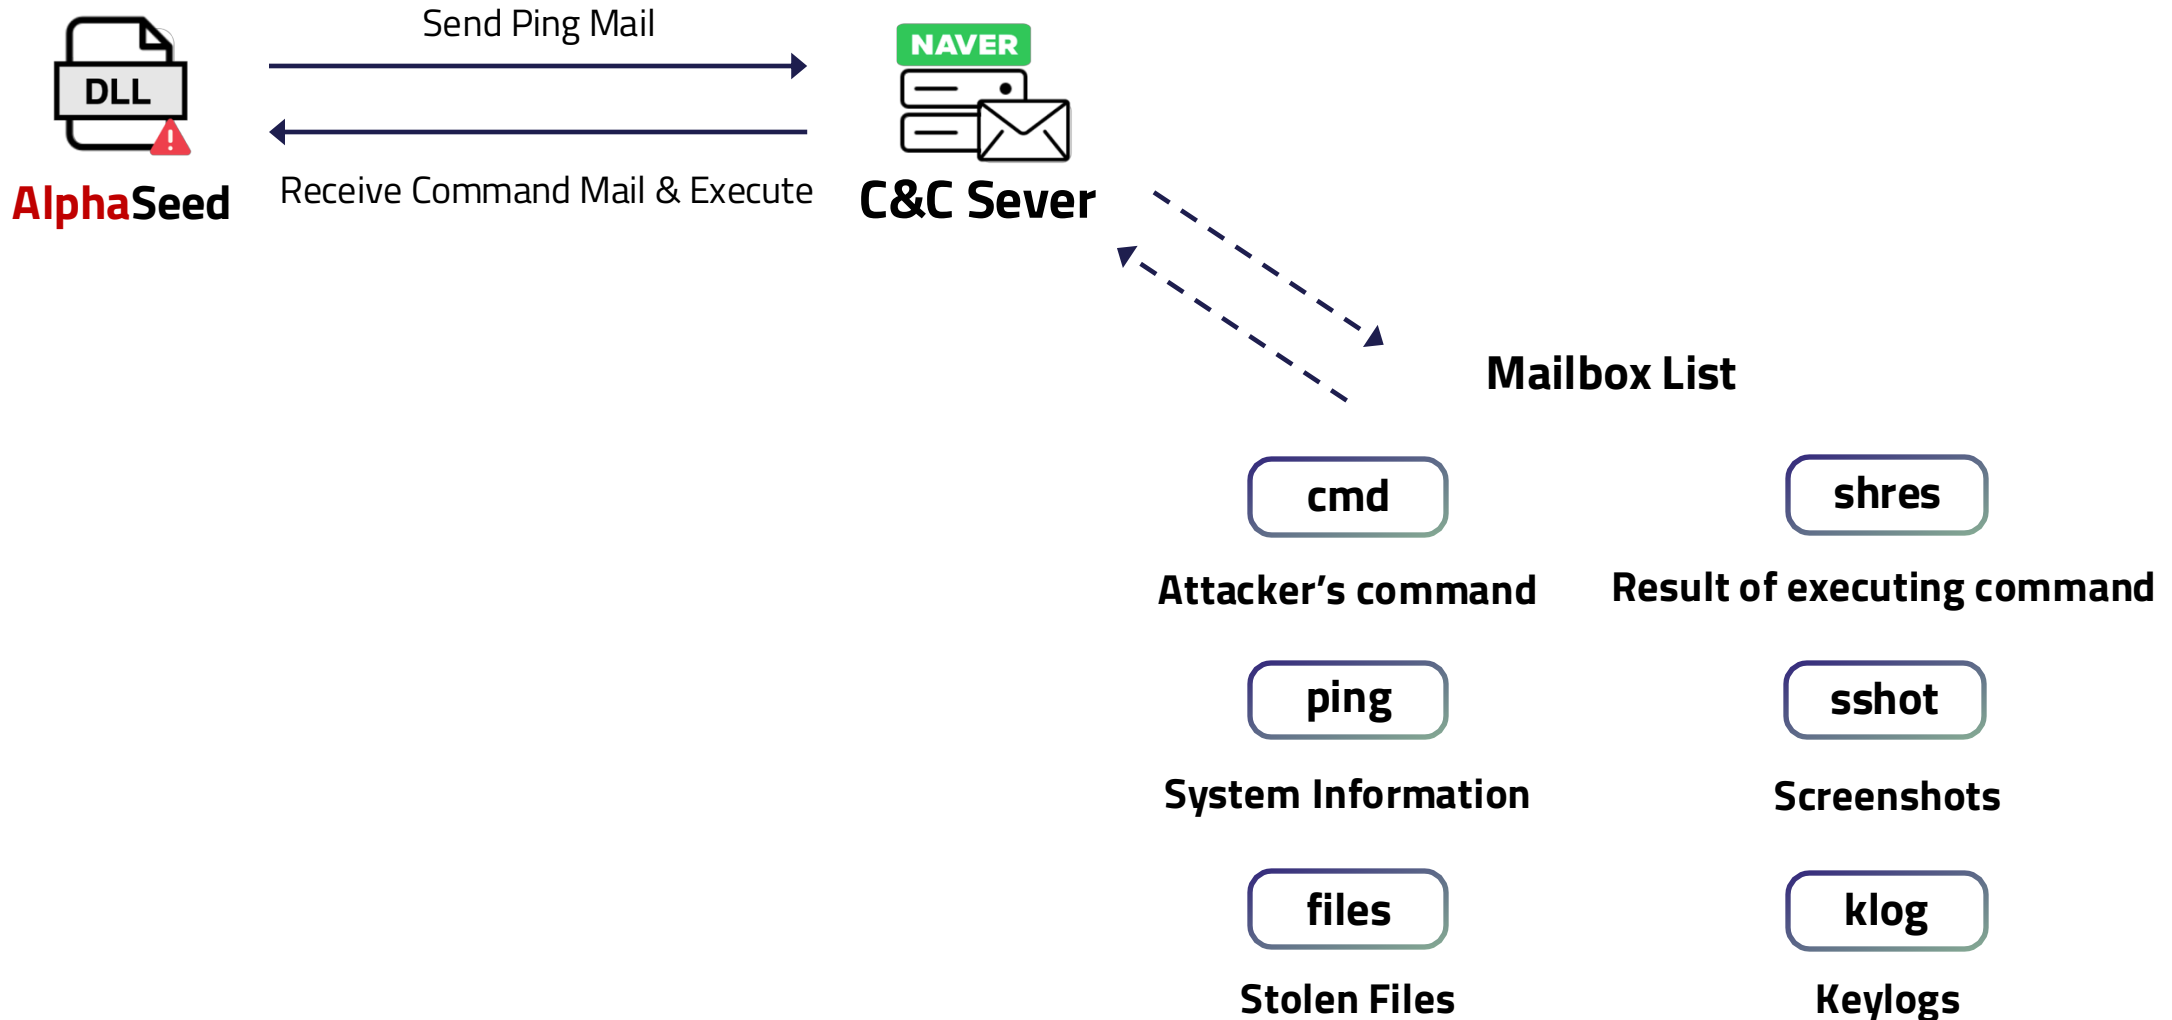 Send Ping Mail
NAVER
DLL
AlphaSeed
Receive Command Mail & Execute
C&C Sever
Mailbox List
cmd
shres
Attacker’s command
Result of executing command
ping
sshot
System Information
Screenshots
files
klog
Stolen Files
Keylogs